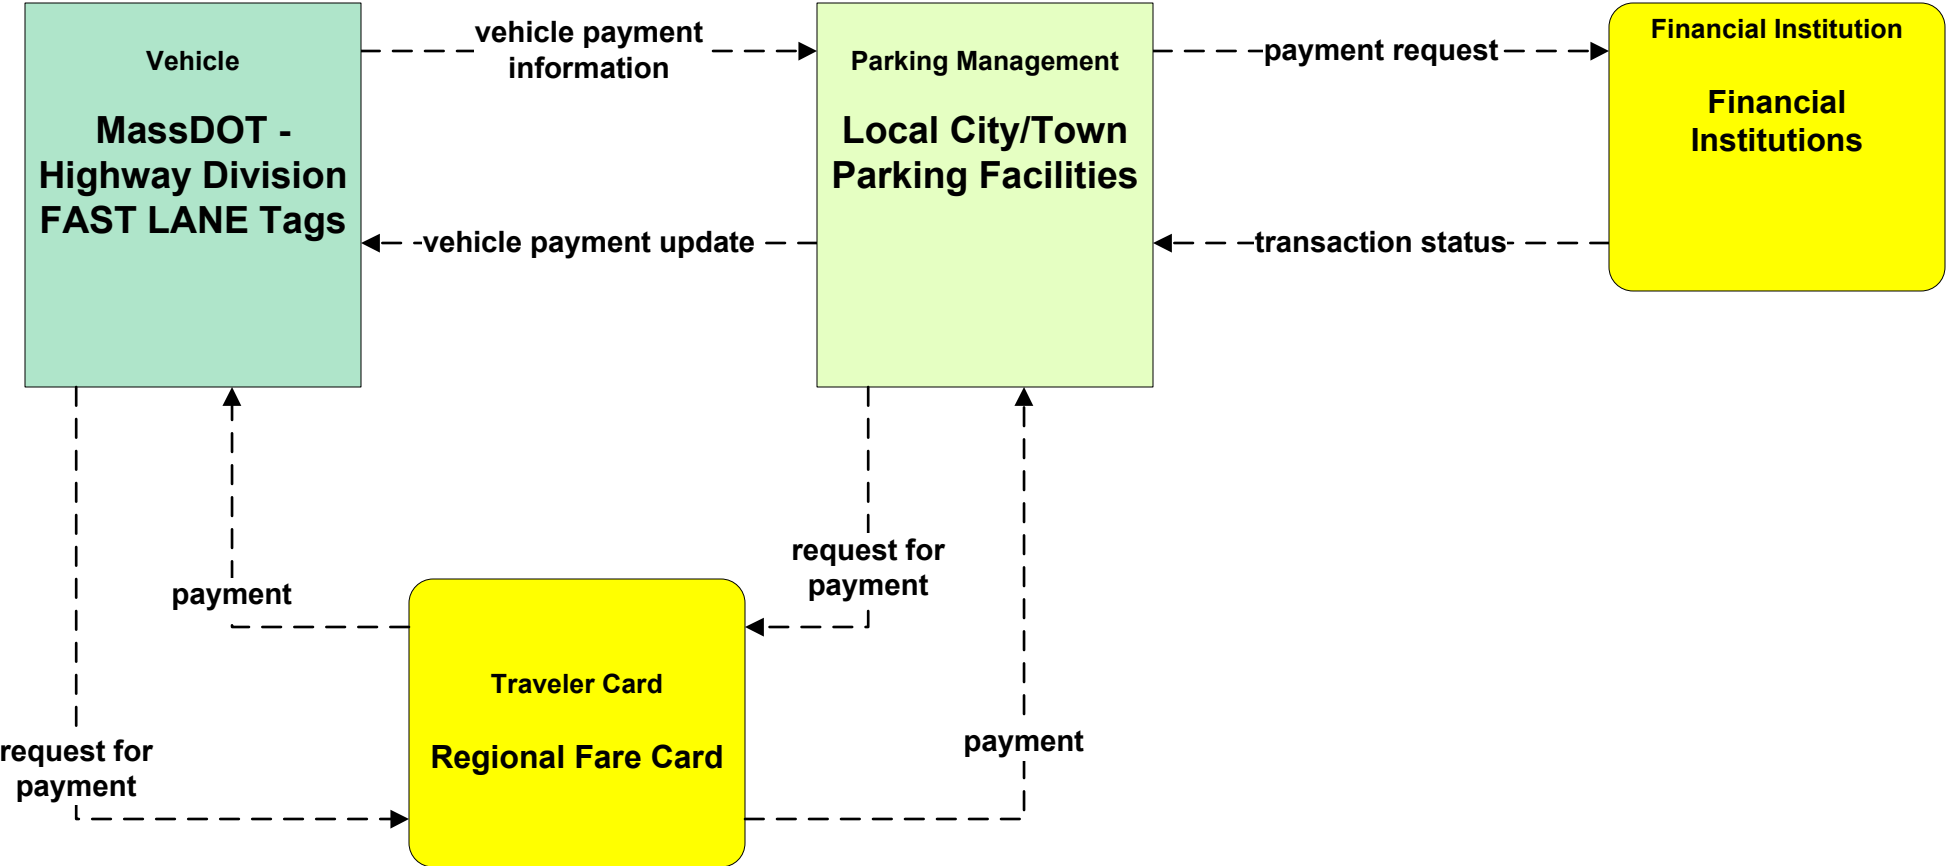 Vehicle
MassDOT -
Highway Division
FAST LANE Tags
vehicle payment
information
Parking Management
Local City/Town
Parking Facilities
payment request
Financial Institution
Financial
Institutions
vehicle payment update
transaction status
request for
payment
payment
Traveler Card
Regional Fare Card
payment
request for
payment